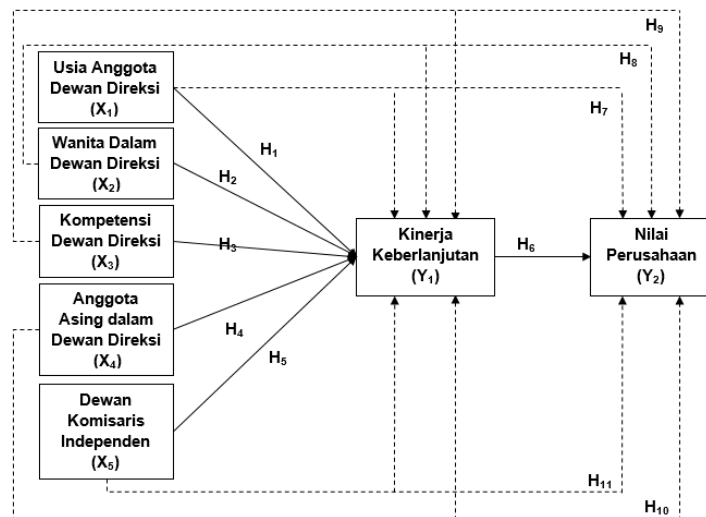 H₉
H₈
H₇
Usia Anggota
Dewan Direksi
(X₁)
H₁
Wanita Dalam
Dewan Direksi
(X₂)
H₂
Kompetensi
Dewan Direksi
(X₃)
H₃
Kinerja
Keberlanjutan
(Y₁)
H₆
Nilai
Perusahaan
(Y₂)
Anggota
Asing dalam
Dewan Direksi
(X₄)
H₄
H₅
Dewan
Komisaris
Independen
(X₅)
H₁₁
H₁₀